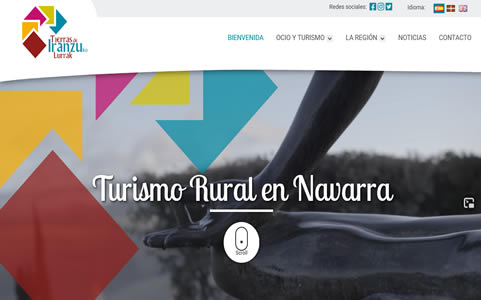 Redes sociales:
Idioma:
Tierras de
Iranzu.ko
Lurrak
BIENVENIDA
OCIO Y TURISMO
LA REGIÓN
NOTICIAS
CONTACTO
Turismo Rural en Navarra
Scroll